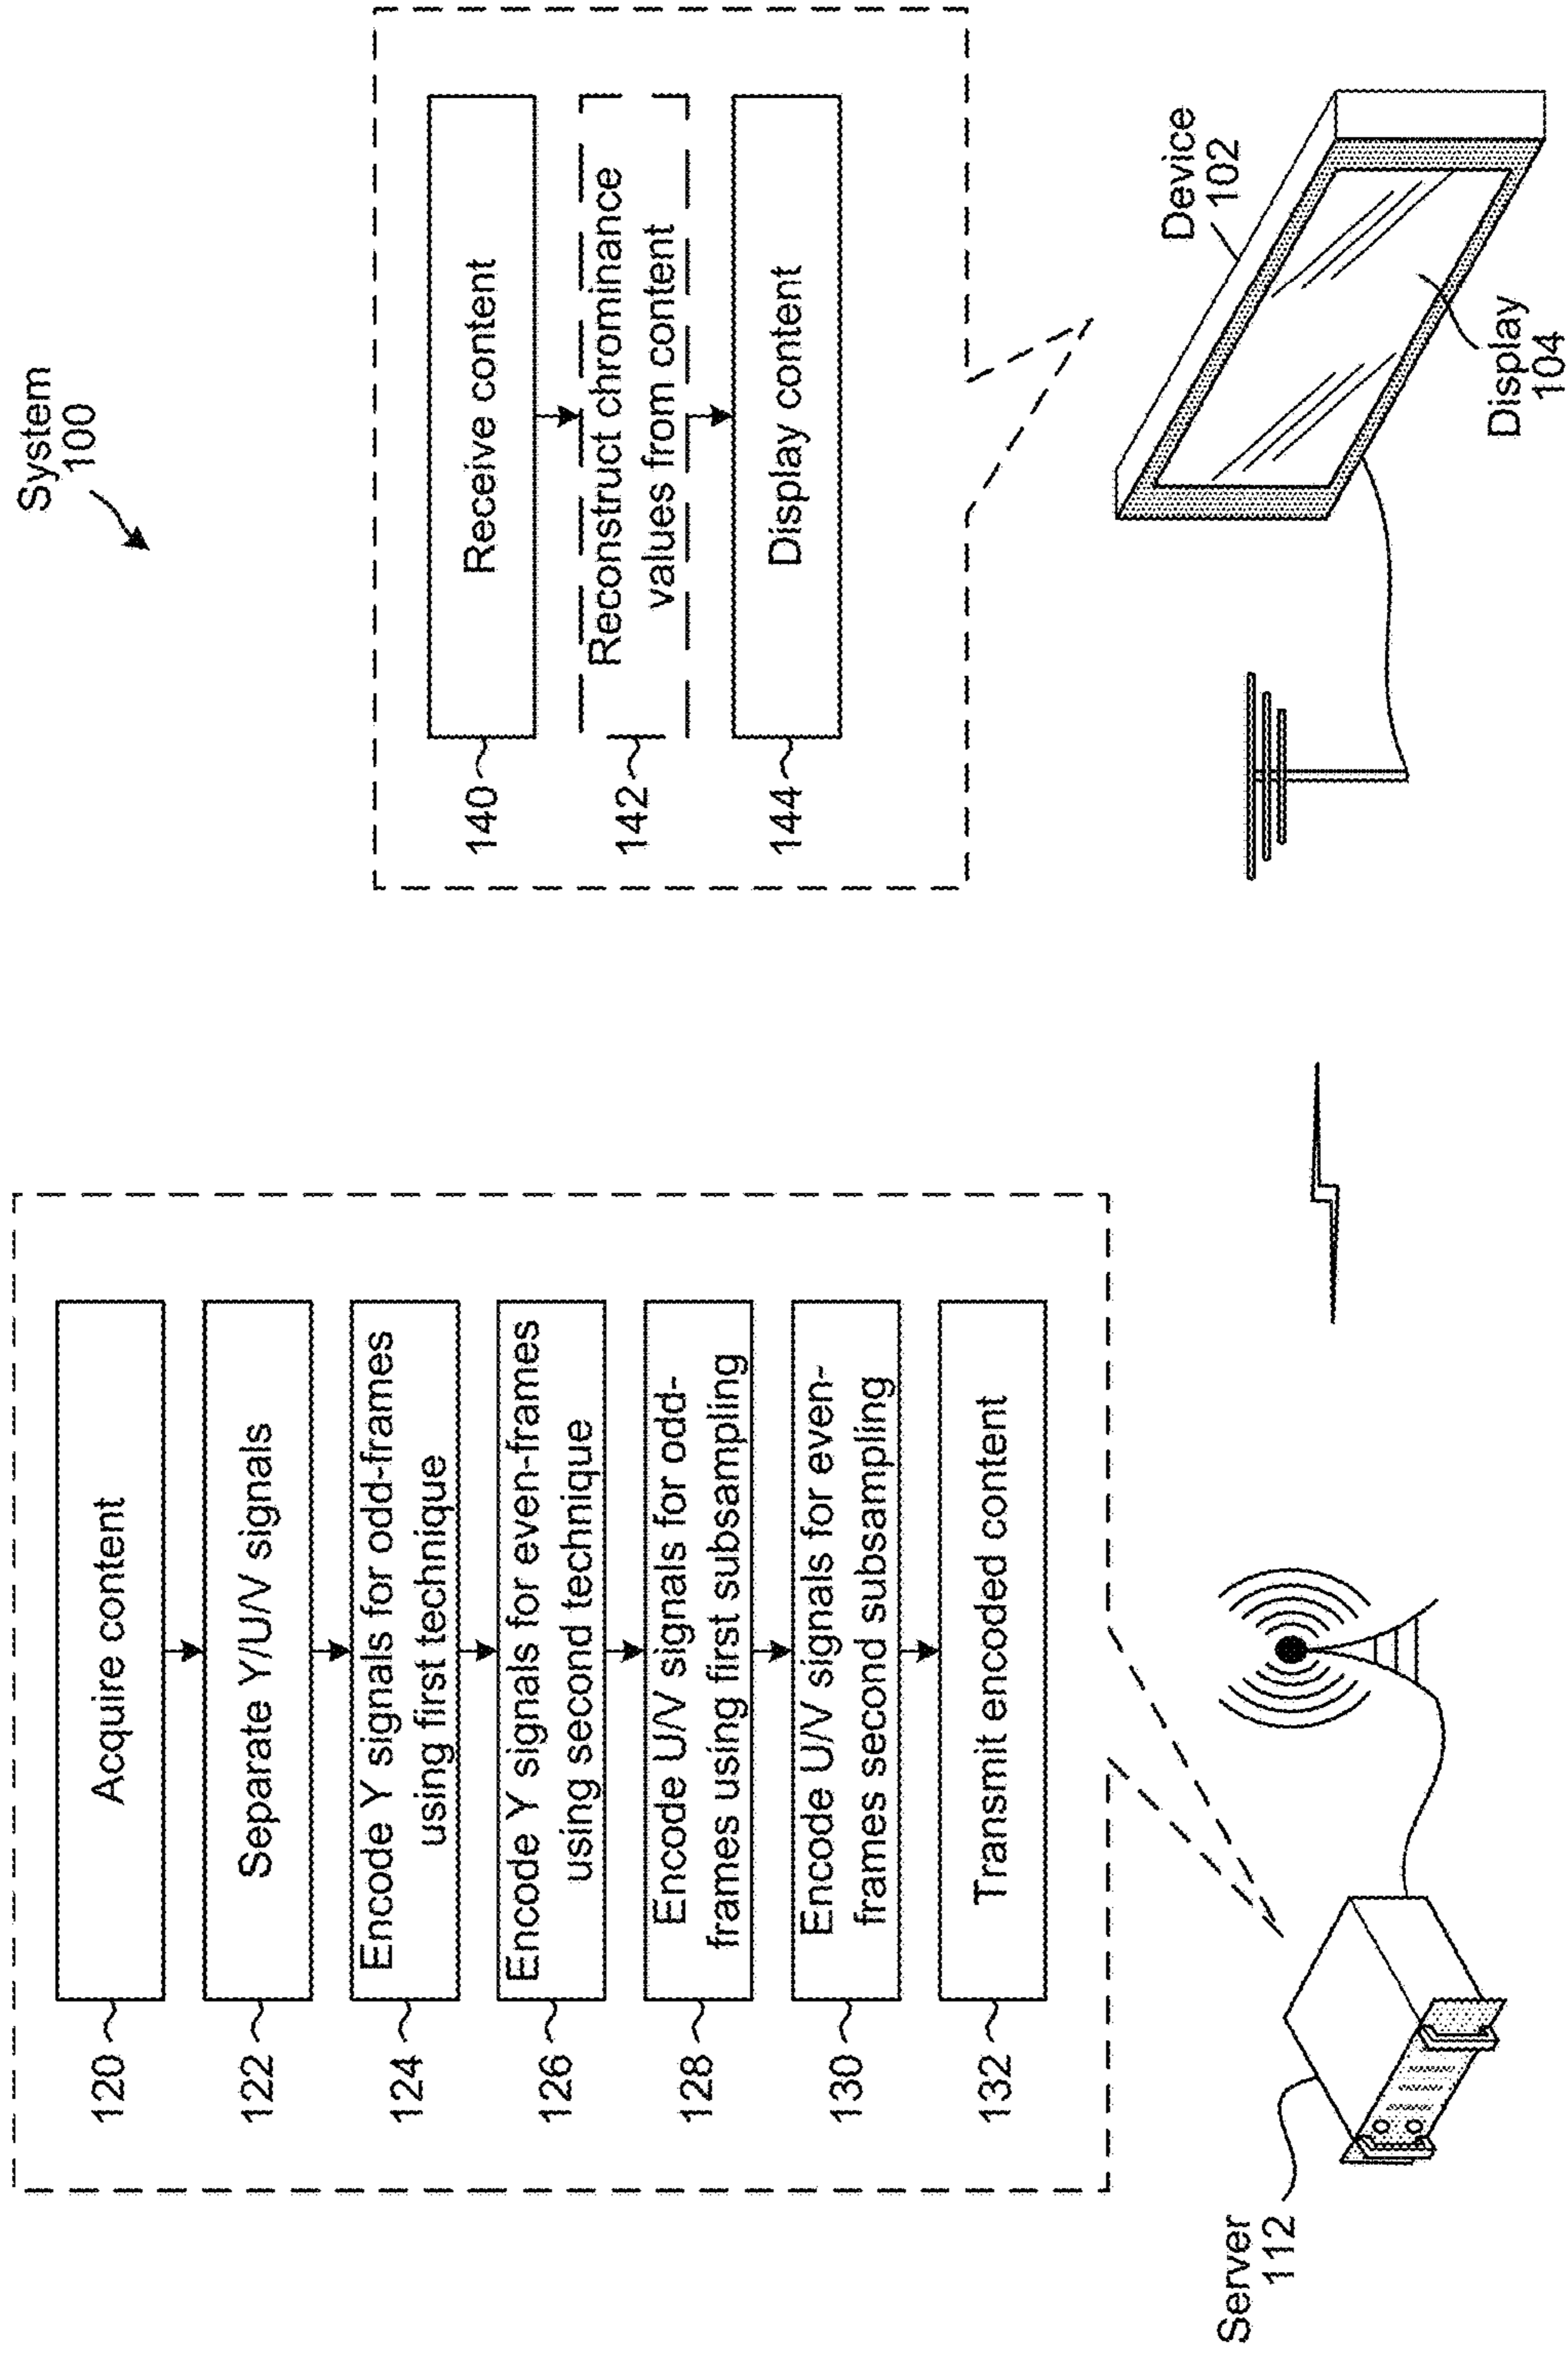 System
100
120
Acquire content
122
Separate Y/U/V signals
124
Encode Y signals for odd-frames
using first technique
126
Encode Y signals for even-frames
using second technique
128
Encode U/V signals for odd-
frames using first subsampling
130
Encode U/V signals for even-
frames second subsampling
132
Transmit encoded content
140
Receive content
142
Reconstruct chrominance
values from content
144
Display content
Server
112
Device
102
Display
104